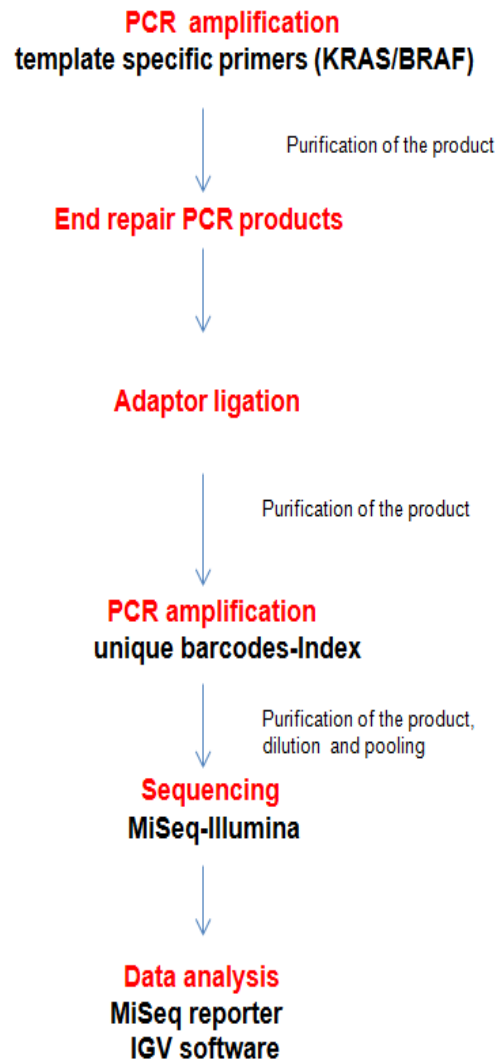 PCR amplification
template specific primers (KRAS/BRAF)
Purification of the product
End repair PCR products
Adaptor ligation
Purification of the product
PCR amplification
unique barcodes-Index
Purification of the product,
dilution and pooling
Sequencing
MiSeq-Illumina
Data analysis
MiSeq reporter
IGV software